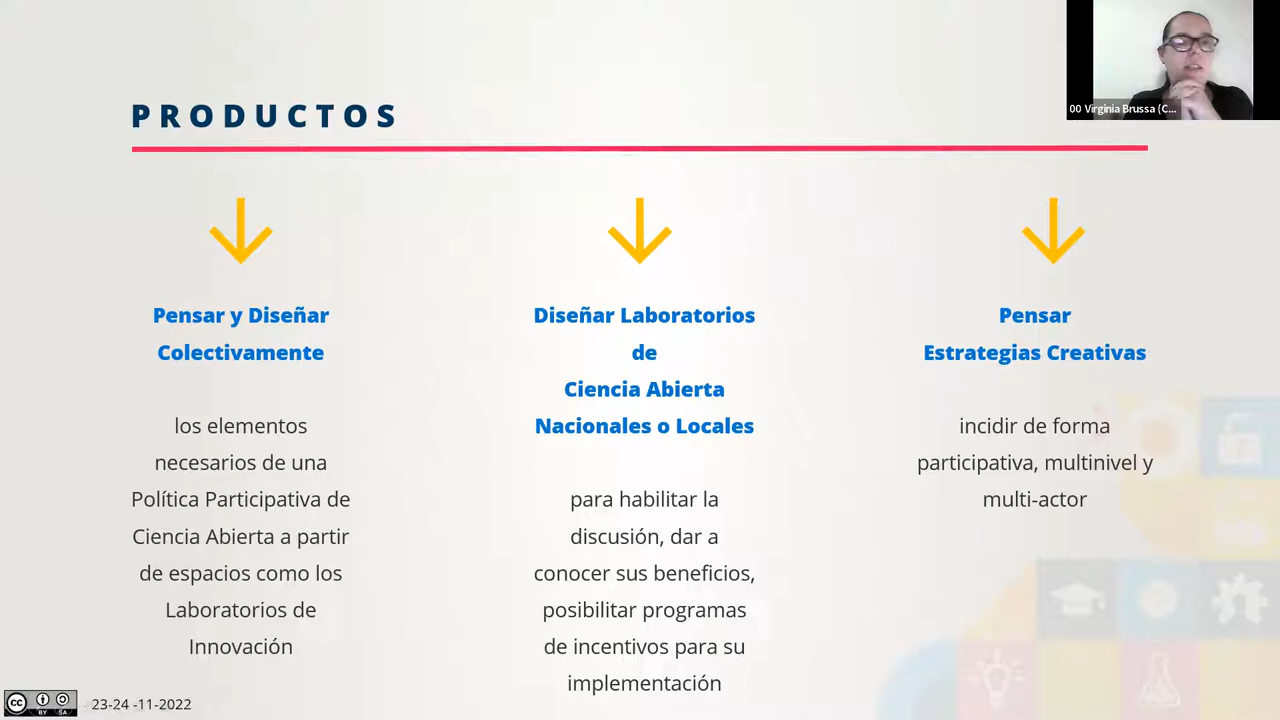 PRODUCTOS
00 Virginia Brussa (C...
Pensar y Diseñar
Colectivamente
los elementos
necesarios de una
Política Participativa de
Ciencia Abierta a partir
de espacios como los
Laboratorios de
Innovación
Diseñar Laboratorios
de
Ciencia Abierta
Nacionales o Locales
para habilitar la
discusión, dar a
conocer sus beneficios,
posibilitar programas
de incentivos para su
implementación
Pensar
Estrategias Creativas
incidir de forma
participativa, multinivel y
multi-actor
cc BY SA
23-24 -11-2022